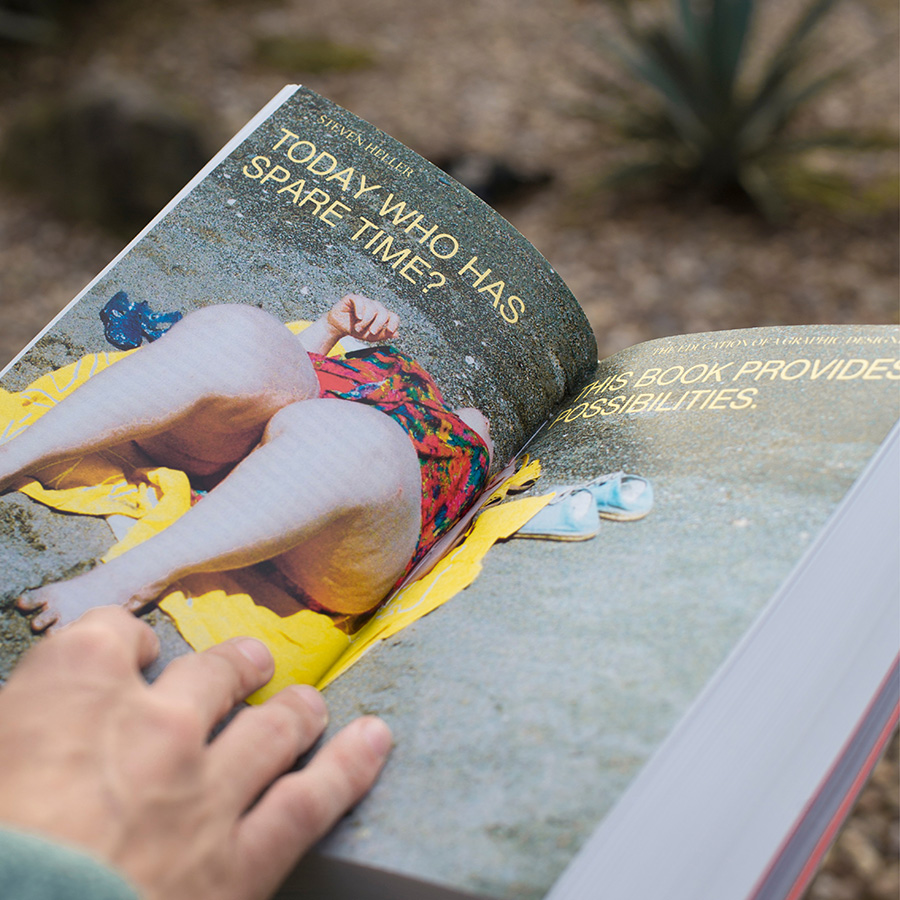 STEVEN HELLER
TODAY WHO HAS
SPARE TIME?
THE EDUCATION OF A GRAPHIC DESIGN
THIS BOOK PROVIDES
POSSIBILITIES.